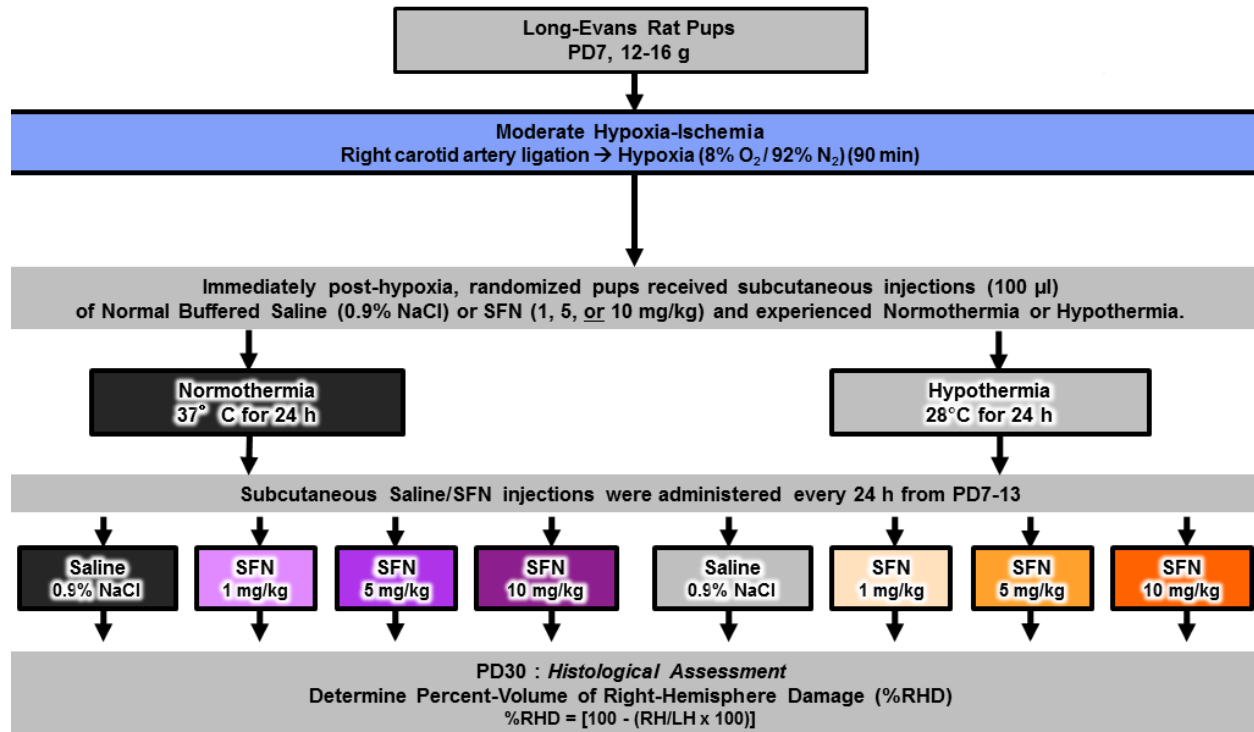 Long-Evans Rat Pups
PD7, 12-16 g
Moderate Hypoxia-Ischemia
Right carotid artery ligation → Hypoxia (8% O₂ / 92% N₂) (90 min)
Immediately post-hypoxia, randomized pups received subcutaneous injections (100 µl)
of Normal Buffered Saline (0.9% NaCl) or SFN (1, 5, or 10 mg/kg) and experienced Normothermia or Hypothermia.
Normothermia
37° C for 24 h
Hypothermia
28°C for 24 h
Subcutaneous Saline/SFN injections were administered every 24 h from PD7-13
Saline
0.9% NaCl
SFN
1 mg/kg
SFN
5 mg/kg
SFN
10 mg/kg
Saline
0.9% NaCl
SFN
1 mg/kg
SFN
5 mg/kg
SFN
10 mg/kg
PD30 : Histological Assessment
Determine Percent-Volume of Right-Hemisphere Damage (%RHD)
%RHD = [100 - (RH/LH x 100)]